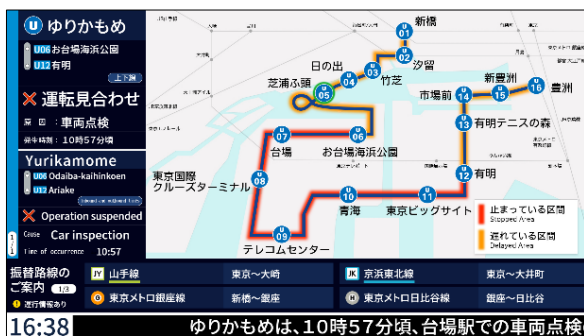 U ゆりかもめ
U06 お台場海浜公園
U12 有明
上下線
運転見合わせ
原因：車両点検
発生時刻：10時57分頃
Yurikamome
U06 Odaiba-kaihinkoen
U12 Ariake
Inbound and outbound lines
Operation suspended
Cause Car inspection
Time of occurrence 10:57
新橋
U 01
U 02
汐留
日の出
U 03
竹芝
U 04
芝浦ふ頭
U 05
新豊洲
U 16
豊洲
市場前
U 14
U 15
U 13
有明テニスの森
U 07
台場
U 06
お台場海浜公園
東京国際
クルーズターミナル
U 08
U 12
有明
U 10
青海
U 11
東京ビッグサイト
U 09
テレコムセンター
止まっている区間
Stopped Area
遅れている区間
Delayed Area
振替路線の
ご案内 1/3
運行情報あり
JY 山手線 東京～大崎
JK 京浜東北線 東京～大井町
G 東京メトロ銀座線 新橋～銀座
H 東京メトロ日比谷線 銀座～日比谷
16:38 ゆりかもめは、10時57分頃、台場駅での車両点検